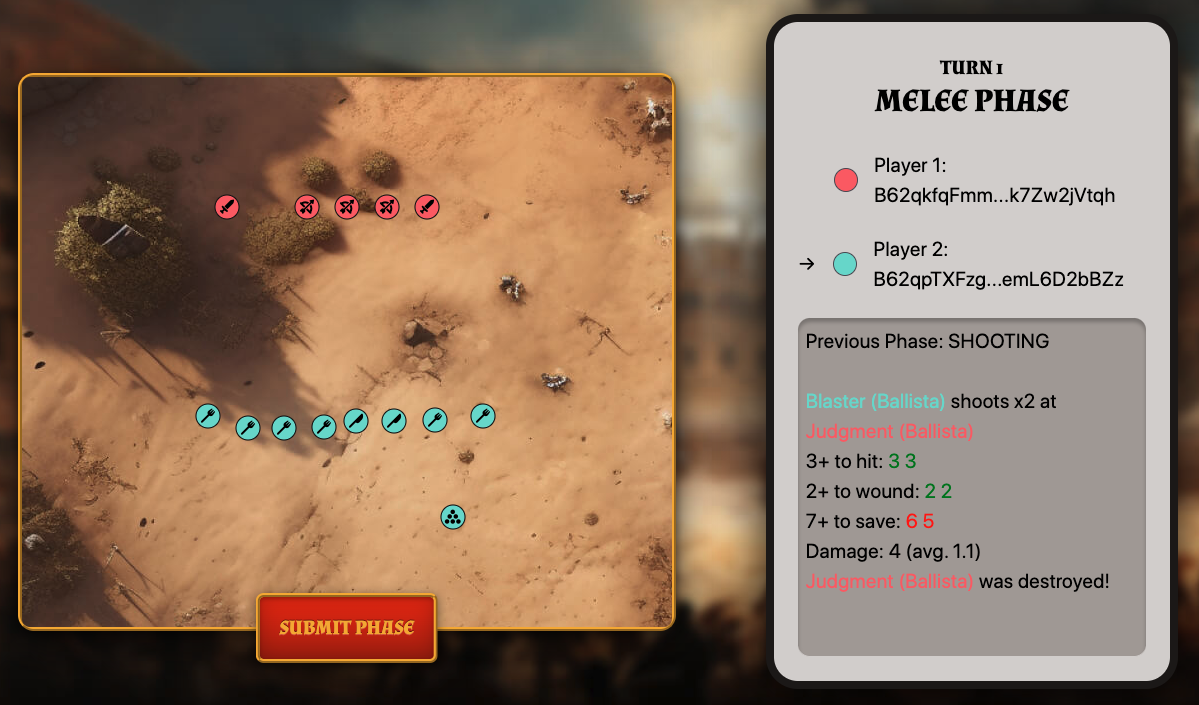 TURN 1
MELEE PHASE
Player 1:
B62qkfqFmm...k7Zw2jVtqh
→
Player 2:
B62qpTXFzg...emL6D2bBZz
Previous Phase: SHOOTING
Blaster (Ballista) shoots x2 at
Judgment (Ballista)
3+ to hit: 3 3
2+ to wound: 2 2
7+ to save: 6 5
Damage: 4 (avg. 1.1)
Judgment (Ballista) was destroyed!
SUBMIT PHASE